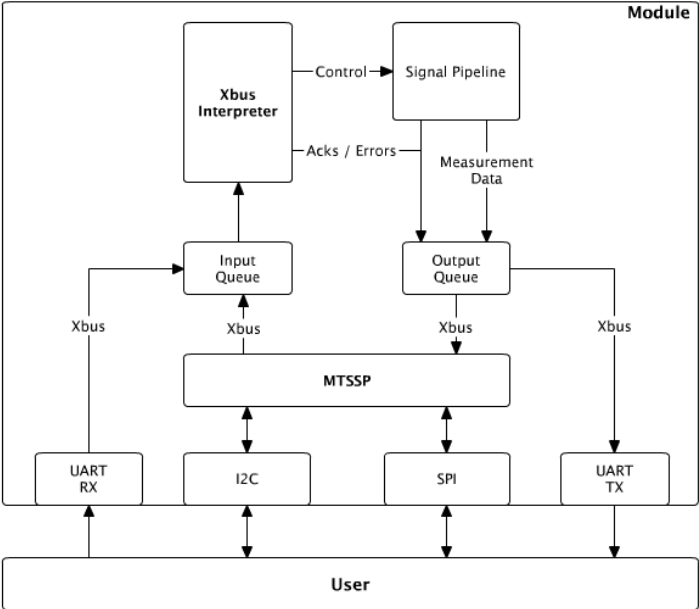 Module
Xbus
Interpreter
Control
Signal Pipeline
Acks / Errors
Measurement
Data
Input
Queue
Output
Queue
Xbus
Xbus
Xbus
Xbus
MTSSP
UART
RX
I2C
SPI
UART
TX
User